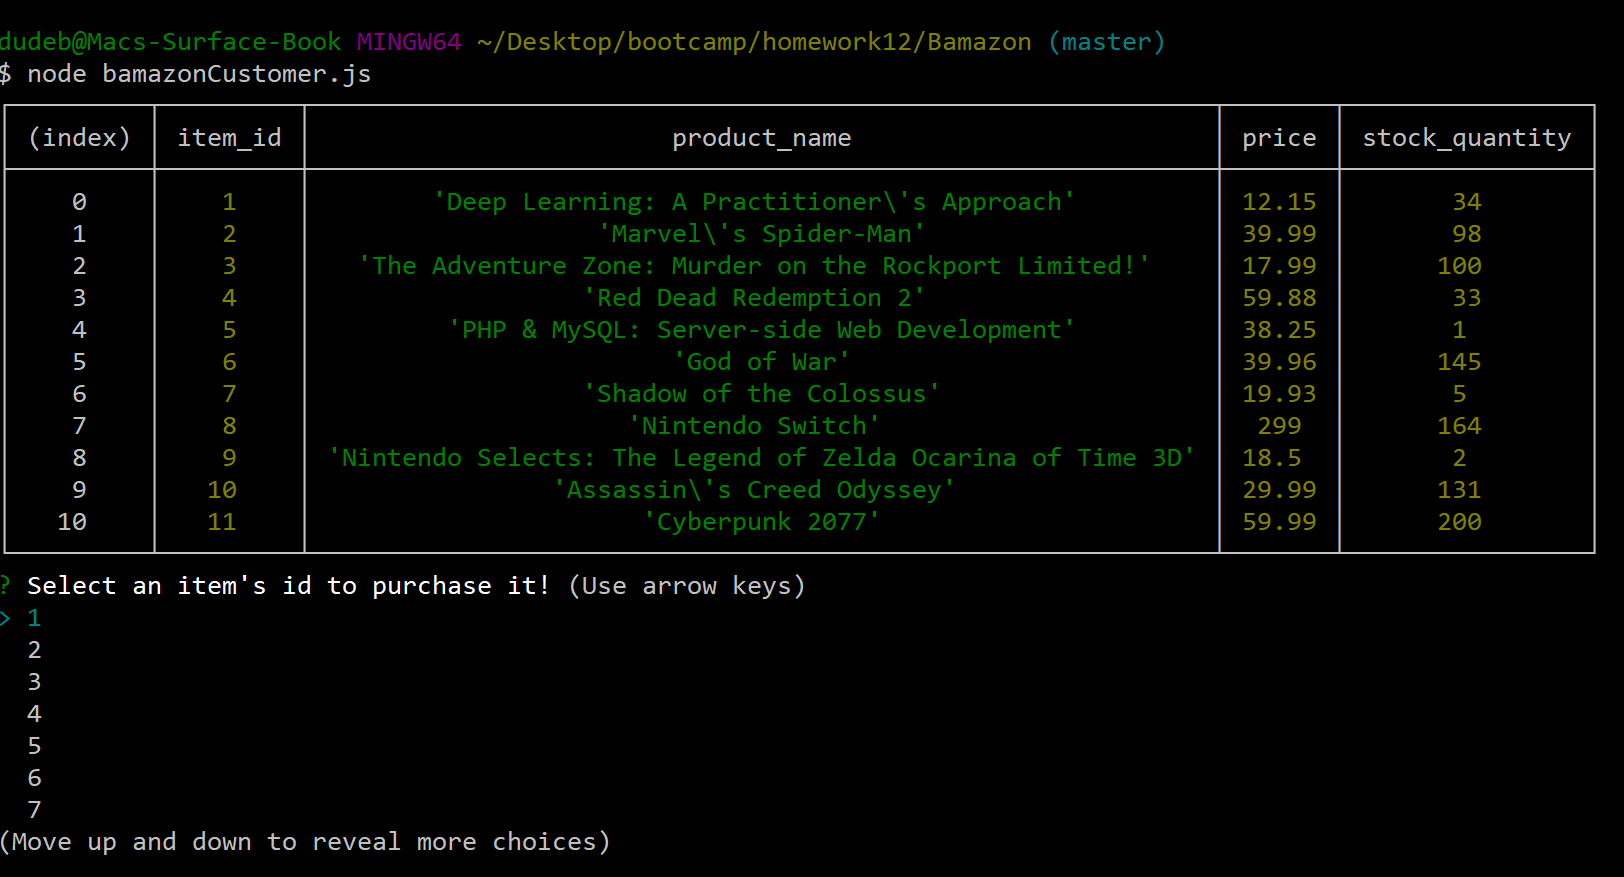 dudeb@Macs-Surface-Book MINGW64 ~/Desktop/bootcamp/homework12/Bamazon (master)
$ node bamazonCustomer.js
(index) item_id product_name price stock_quantity
0 1 'Deep Learning: A Practitioner\'s Approach' 12.15 34
1 2 'Marvel\'s Spider-Man' 39.99 98
2 3 'The Adventure Zone: Murder on the Rockport Limited!' 17.99 100
3 4 'Red Dead Redemption 2' 59.88 33
4 5 'PHP & MySQL: Server-side Web Development' 38.25 1
5 6 'God of War' 39.96 145
6 7 'Shadow of the Colossus' 19.93 5
7 8 'Nintendo Switch' 299 164
8 9 'Nintendo Selects: The Legend of Zelda Ocarina of Time 3D' 18.5 2
9 10 'Assassin\'s Creed Odyssey' 29.99 131
10 11 'Cyberpunk 2077' 59.99 200
? Select an item's id to purchase it! (Use arrow keys)
> 1
2
3
4
5
6
7
(Move up and down to reveal more choices)